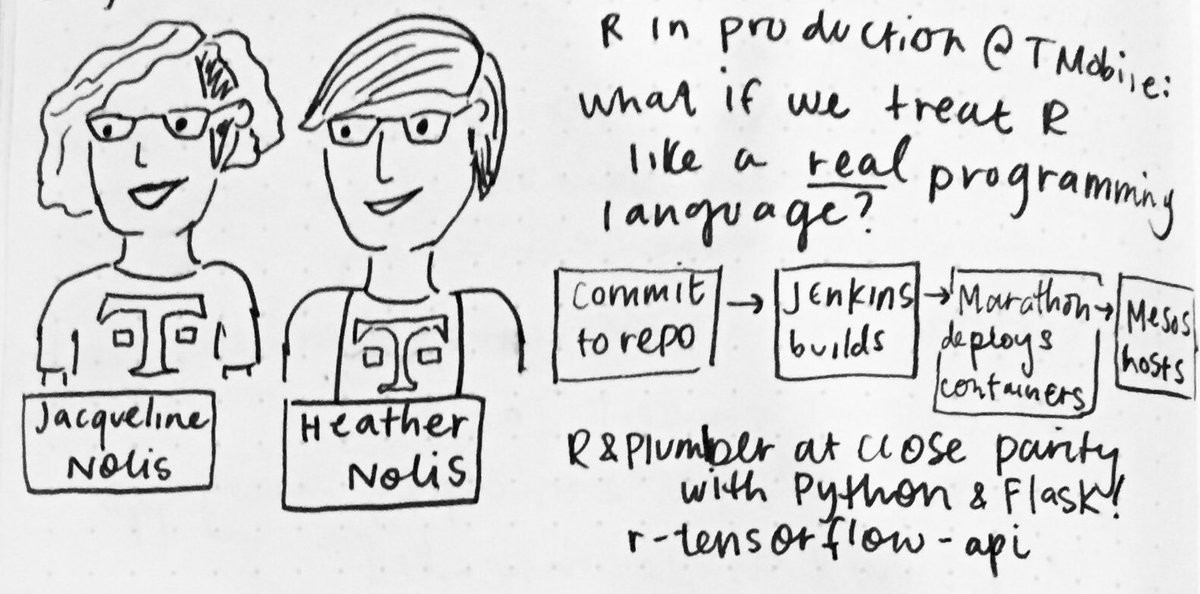 Jacqueline
Nolis
Heather
Nolis
R in production @TMobile:
what if we treat R
like a real programming
language?
Commit
to repo
Jenkins
builds
Marathon
deploys
containers
Mesos
hosts
R & Plumber at close parity
with Python & Flask!
r-tensorflow-api